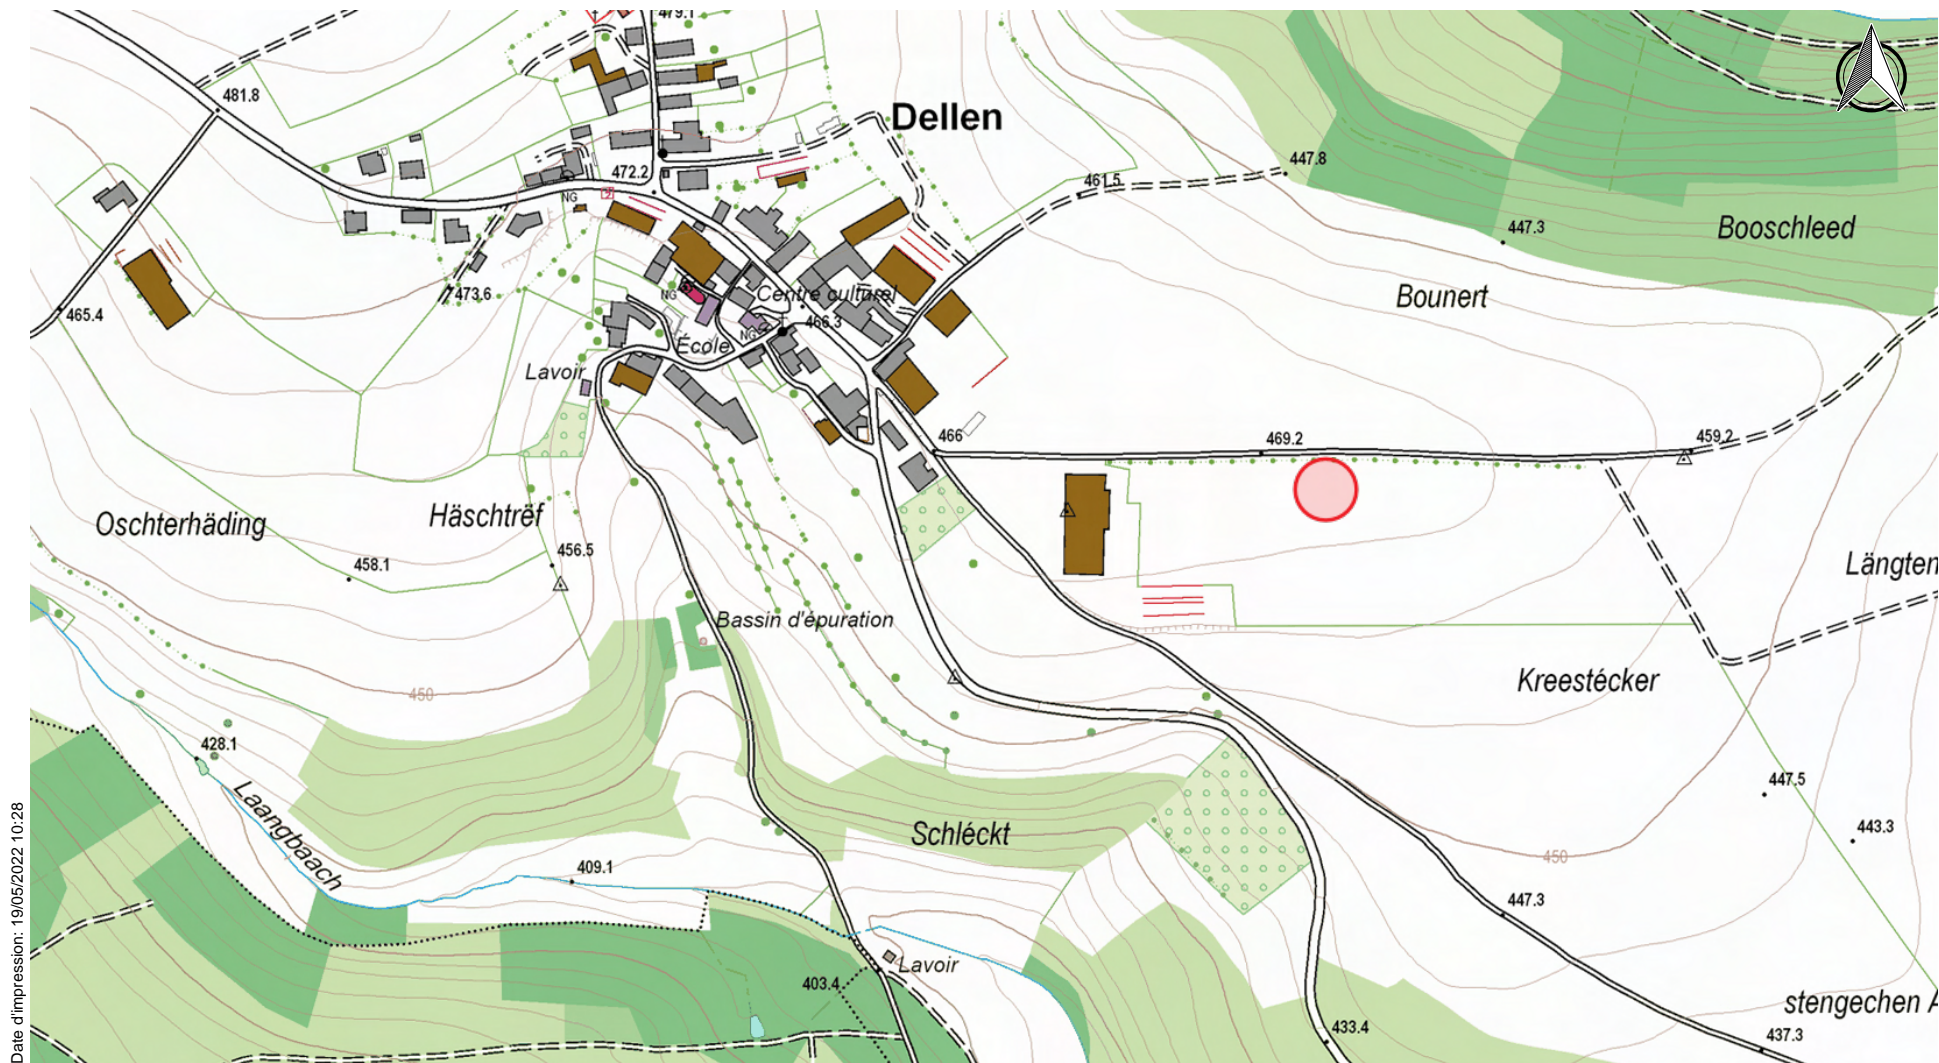 479.1
481.8
Dellen
447.8
472.2
461.5
NG
447.3
Booschleed
473.6
NG
Centre culturel
Bounert
465.4
466.3
NG
École
Lavoir
466
469.2
459.2
Oschterhäding
Häschtrëf
456.5
458.1
Längten
Bassin d'épuration
450
Kreestécker
428.1
447.5
Laangbaach
Schléckt
443.3
450
409.1
447.3
Lavoir
403.4
stengechen A
433.4
437.3
Date d'impression: 19/05/2022 10:28